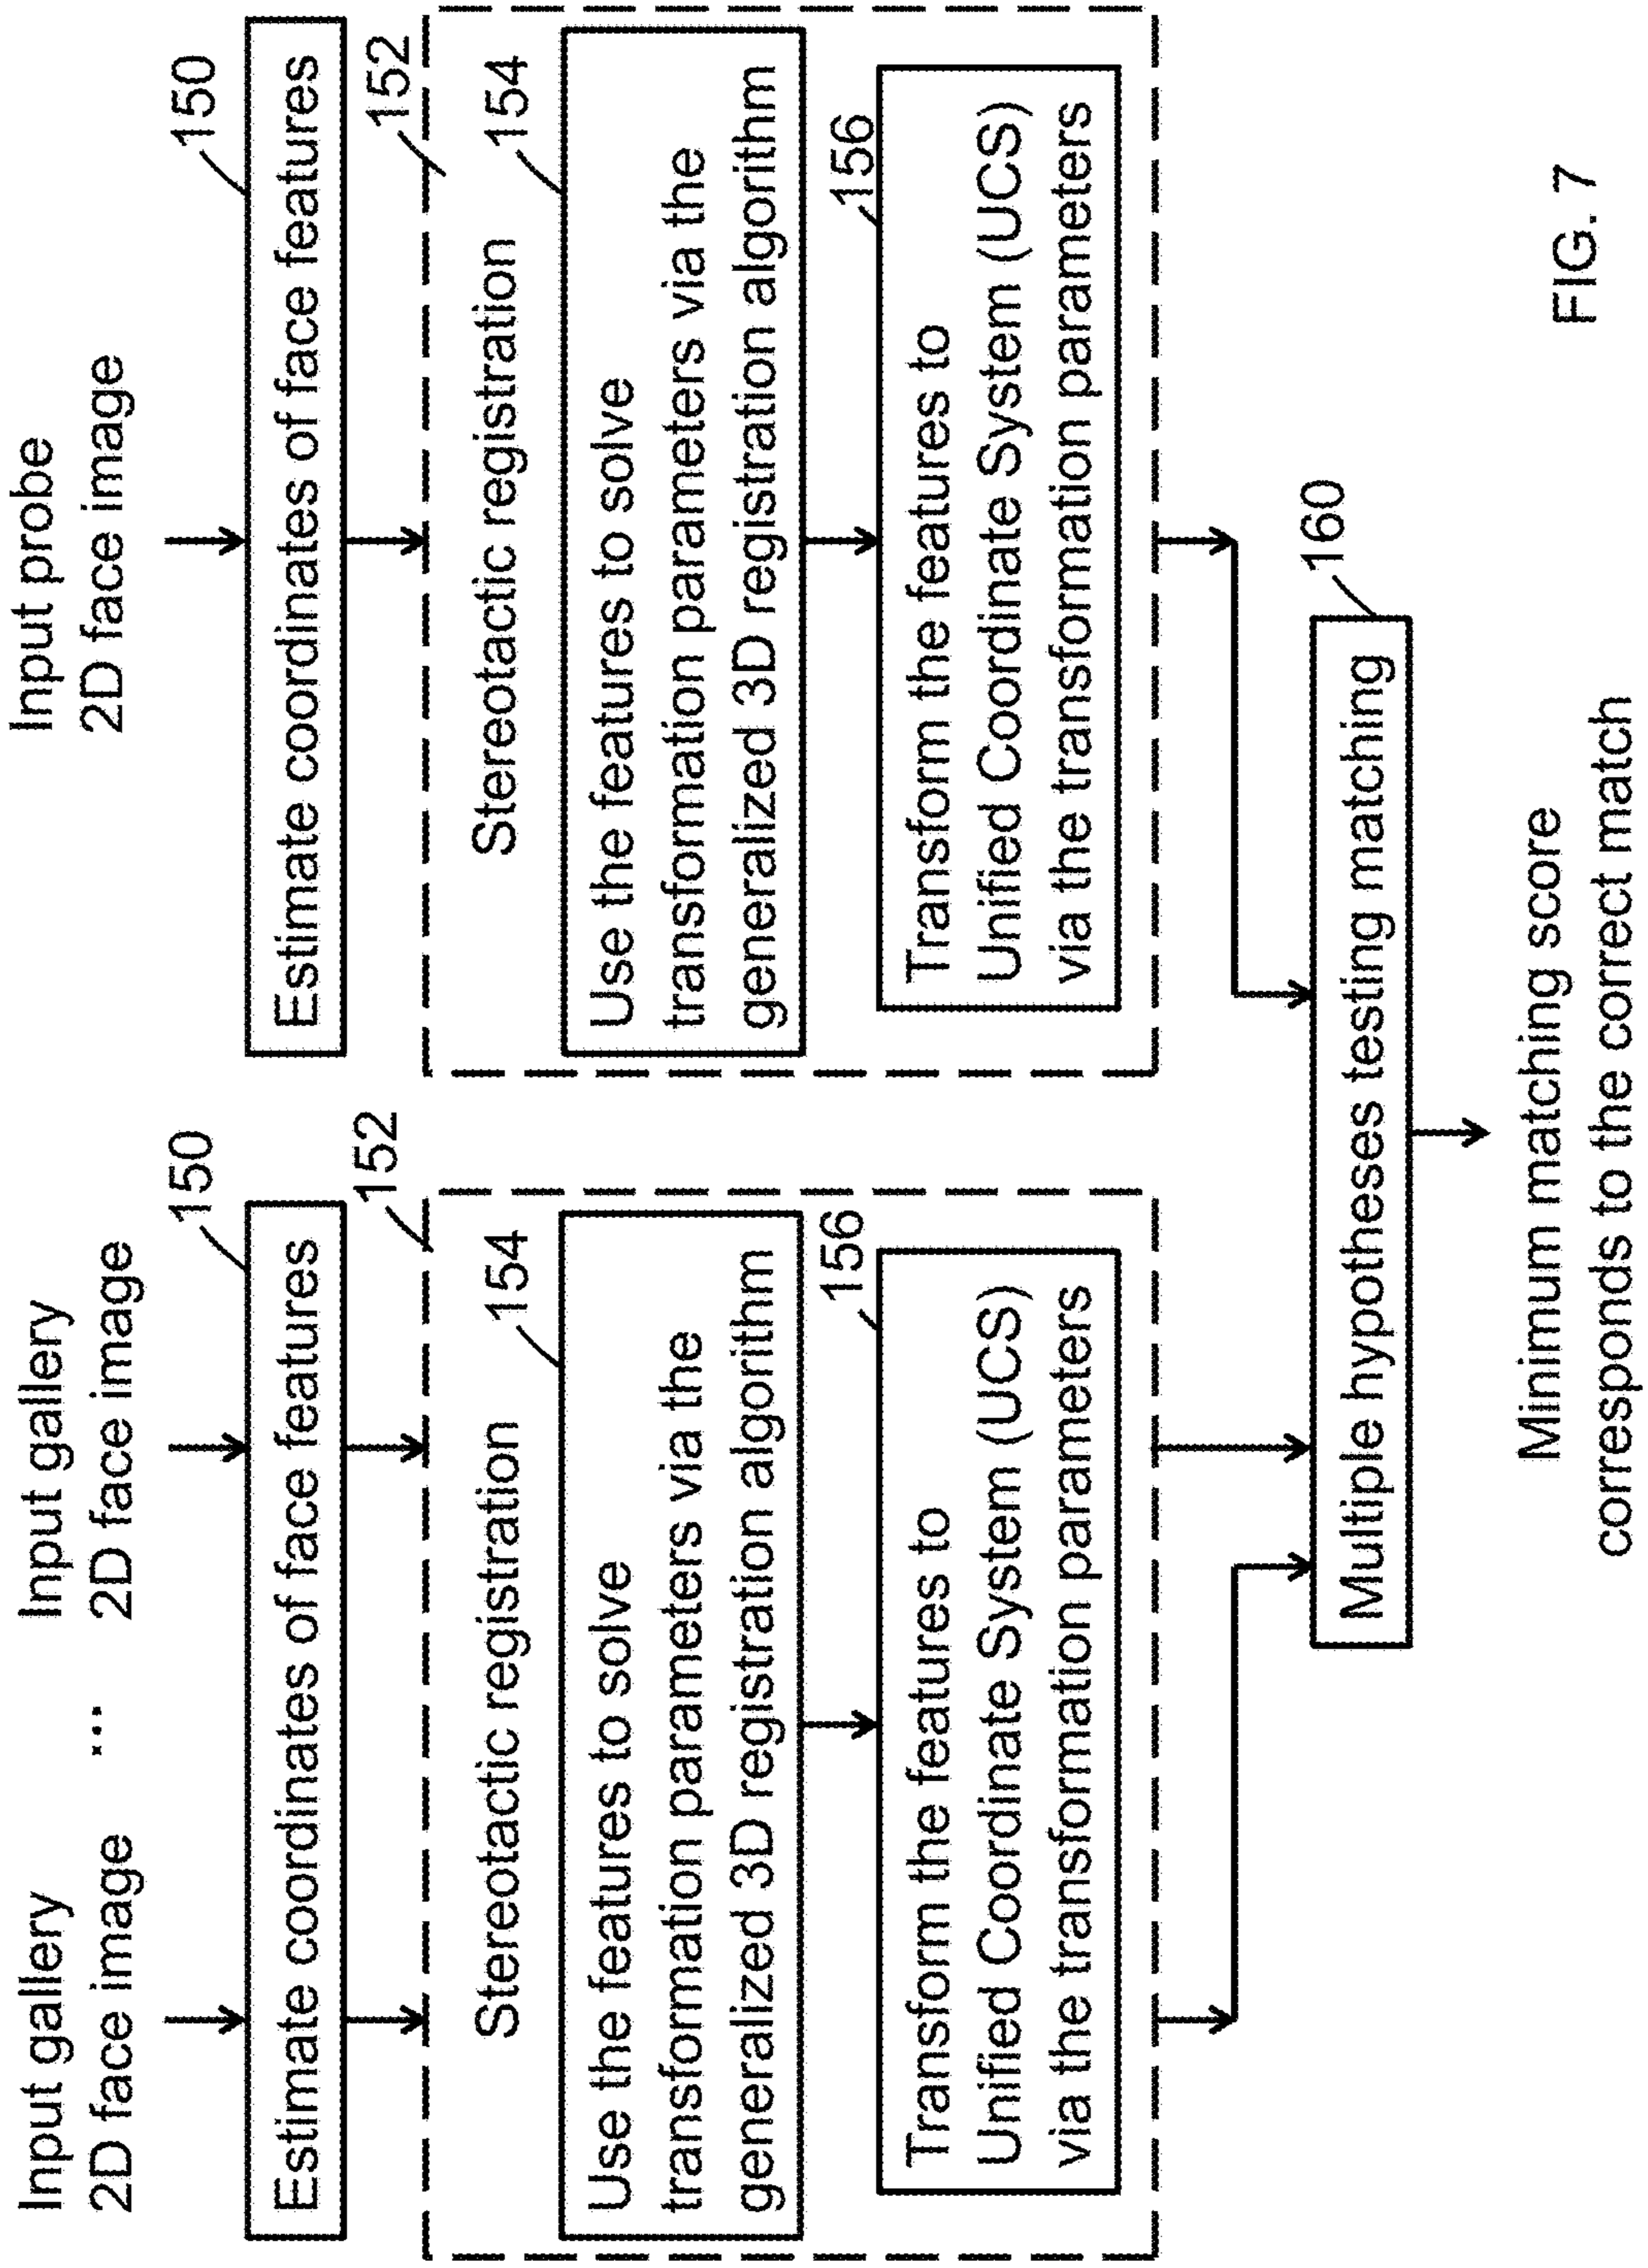 Input gallery
2D face image
...
Input gallery
2D face image
150
Estimate coordinates of face features
152
Stereotactic registration
154
Use the features to solve
transformation parameters via the
generalized 3D registration algorithm
156
Transform the features to
Unified Coordinate System (UCS)
via the transformation parameters
Input probe
2D face image
150
Estimate coordinates of face features
152
Stereotactic registration
154
Use the features to solve
transformation parameters via the
generalized 3D registration algorithm
156
Transform the features to
Unified Coordinate System (UCS)
via the transformation parameters
160
Multiple hypotheses testing matching
Minimum matching score
corresponds to the correct match
FIG. 7